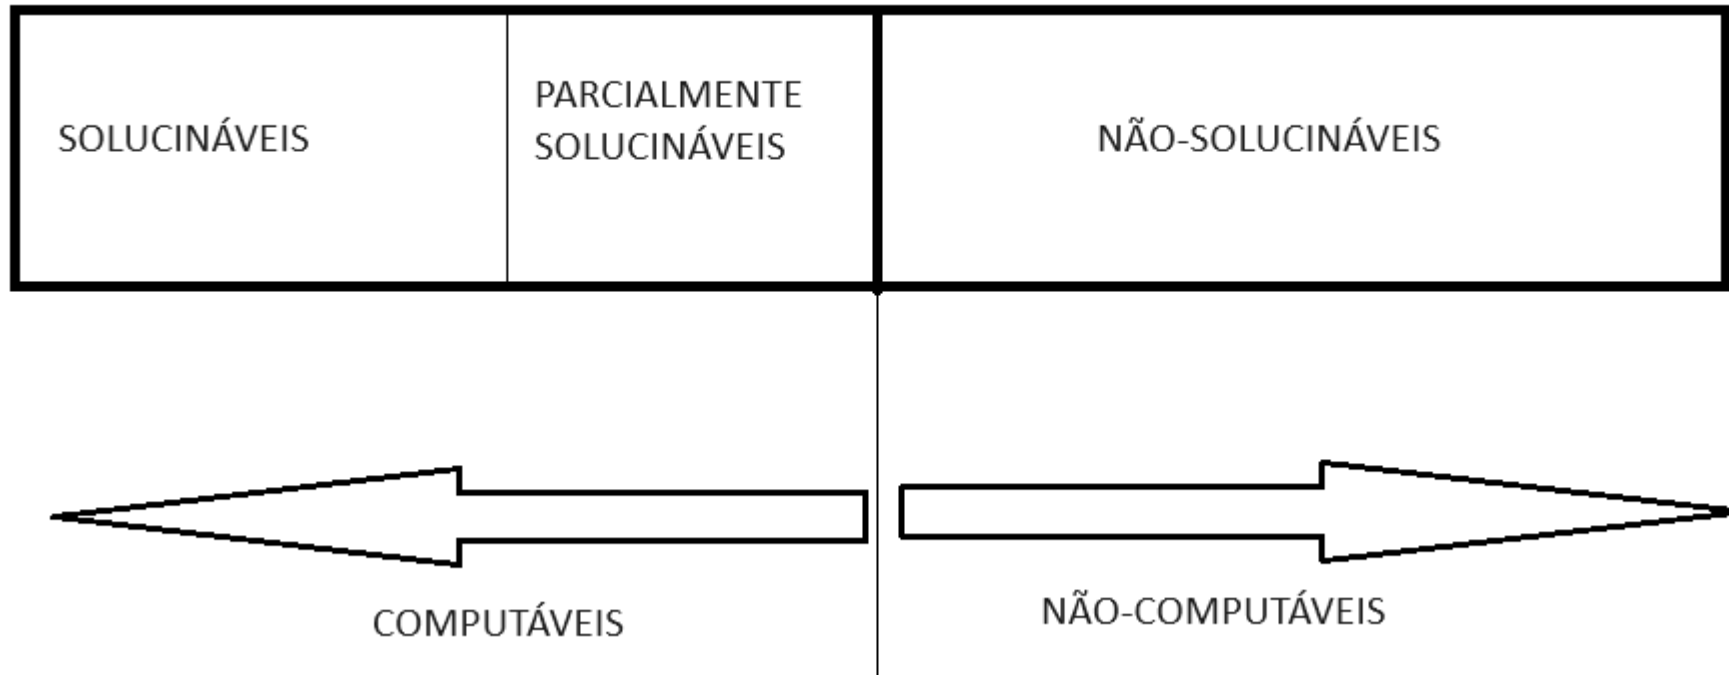 SOLUCINÁVEIS
PARCIALMENTE
SOLUCINÁVEIS
NÃO-SOLUCINÁVEIS
COMPUTÁVEIS
NÃO-COMPUTÁVEIS